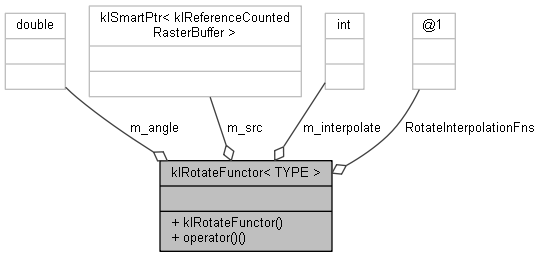 double
klSmartPtr< klReferenceCounted
RasterBuffer >
int
@1
m_angle
m_src
m_interpolate
RotateInterpolationFns
klRotateFunctor< TYPE >
+ klRotateFunctor()
+ operator()()